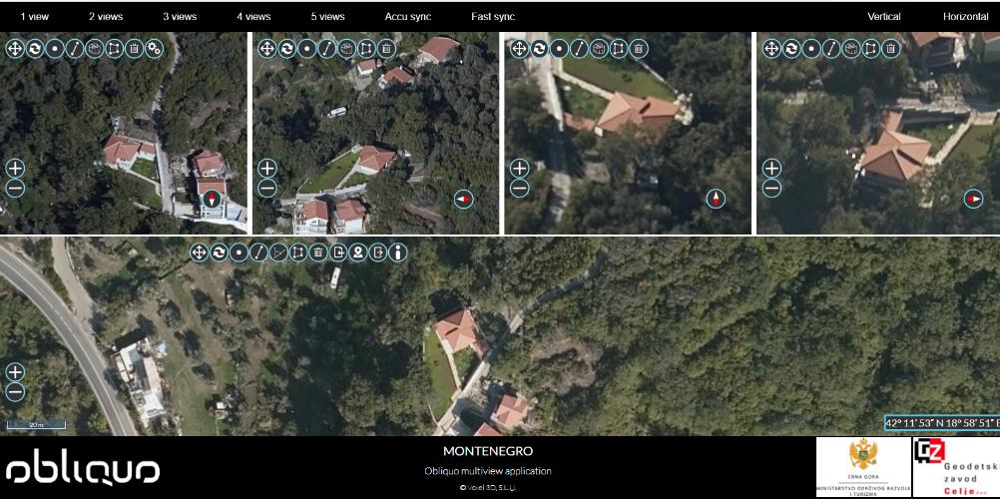 1 view 2 views 3 views 4 views 5 views Accu sync Fast sync Vertical Horizontal
20 m
42° 11' 53" N 18° 58' 51" E
obliquo
MONTENEGRO
Obliquo multiview application
© Voxel 3D, S.L.U.
CRNA GORA
MINISTARSTVO ODRŽIVOG RAZVOJA
I TURIZMA
GZ
Geodetski
zavod
Celje d.o.o.